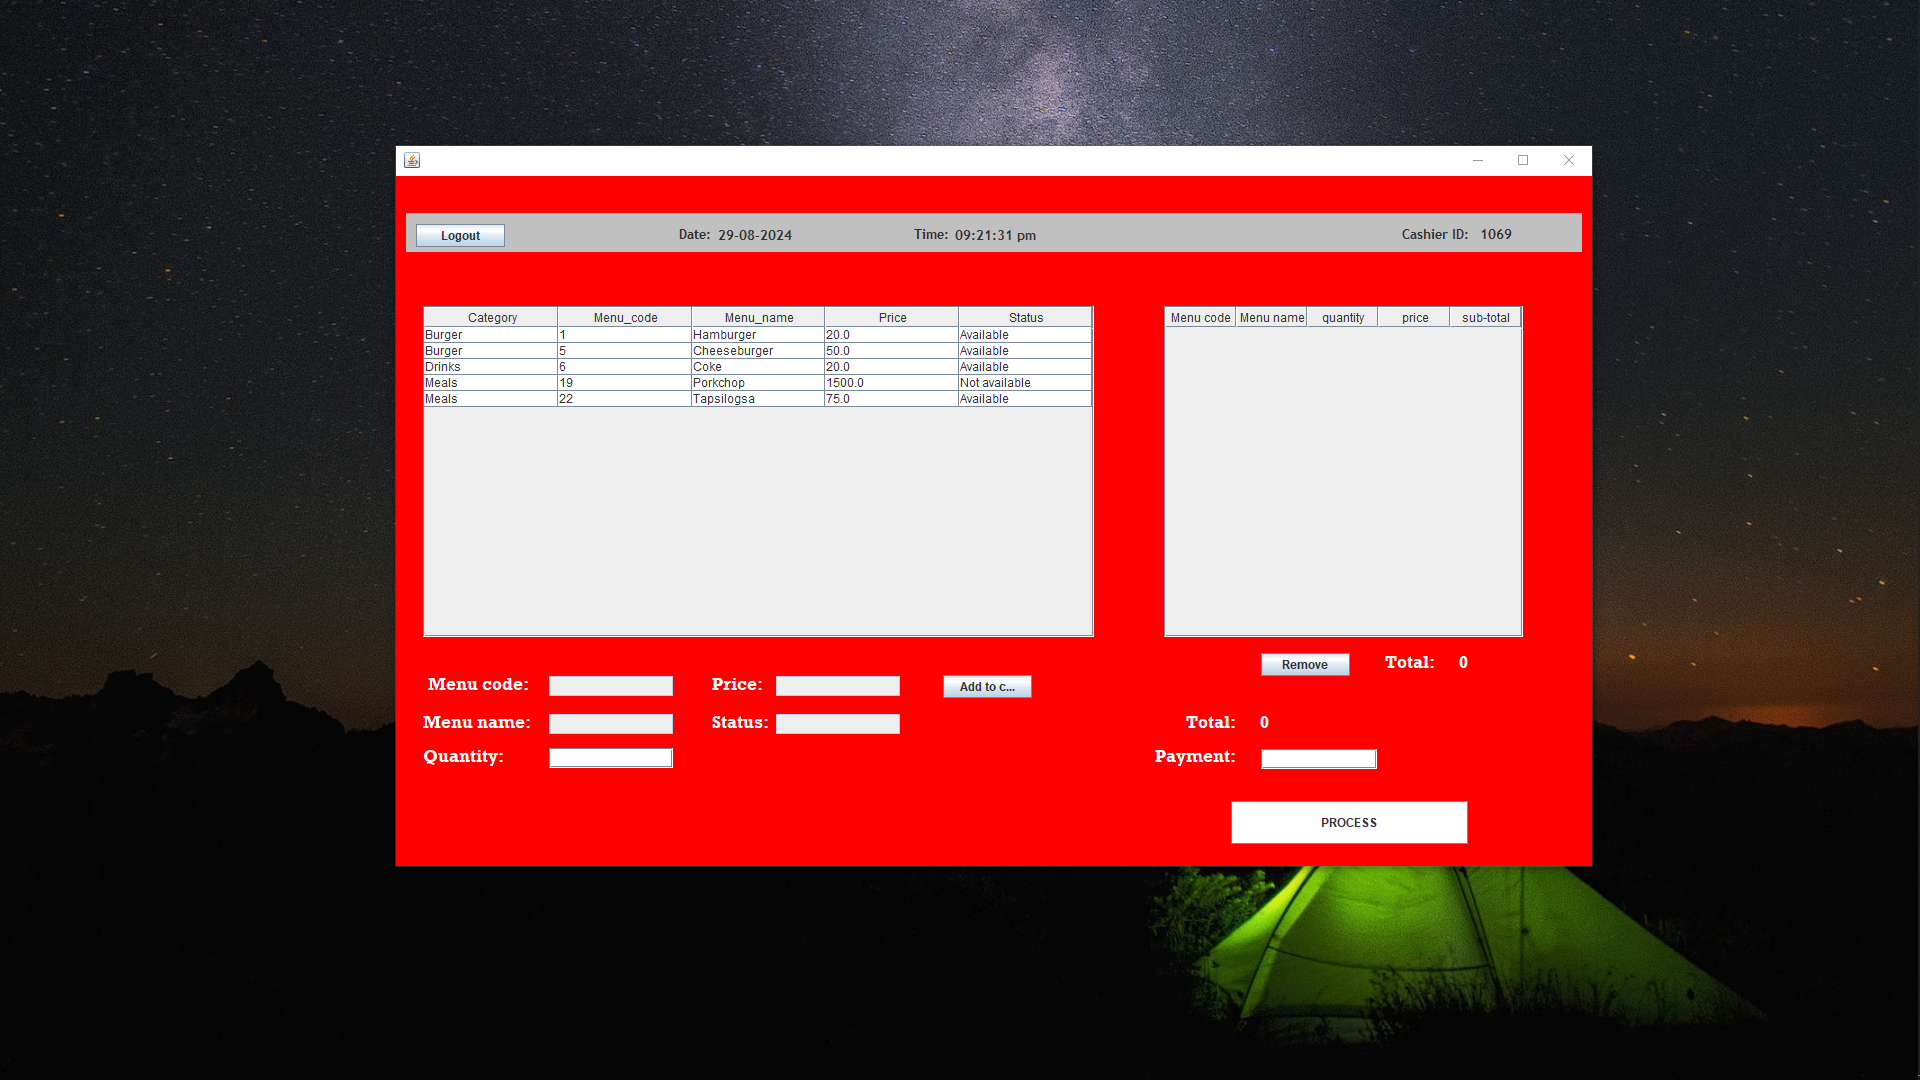 Logout Date: 29-08-2024 Time: 09:21:31 pm Cashier ID: 1069
Category Menu_code Menu_name Price Status
Burger 1 Hamburger 20.0 Available
Burger 5 Cheeseburger 50.0 Available
Drinks 6 Coke 20.0 Available
Meals 19 Porkchop 1500.0 Not available
Meals 22 Tapsilogsa 75.0 Available
Menu code Menu name quantity price sub-total
Remove Total: 0
Menu code: Price: Add to c...
Menu name: Status:
Quantity:
Total: 0
Payment:
PROCESS